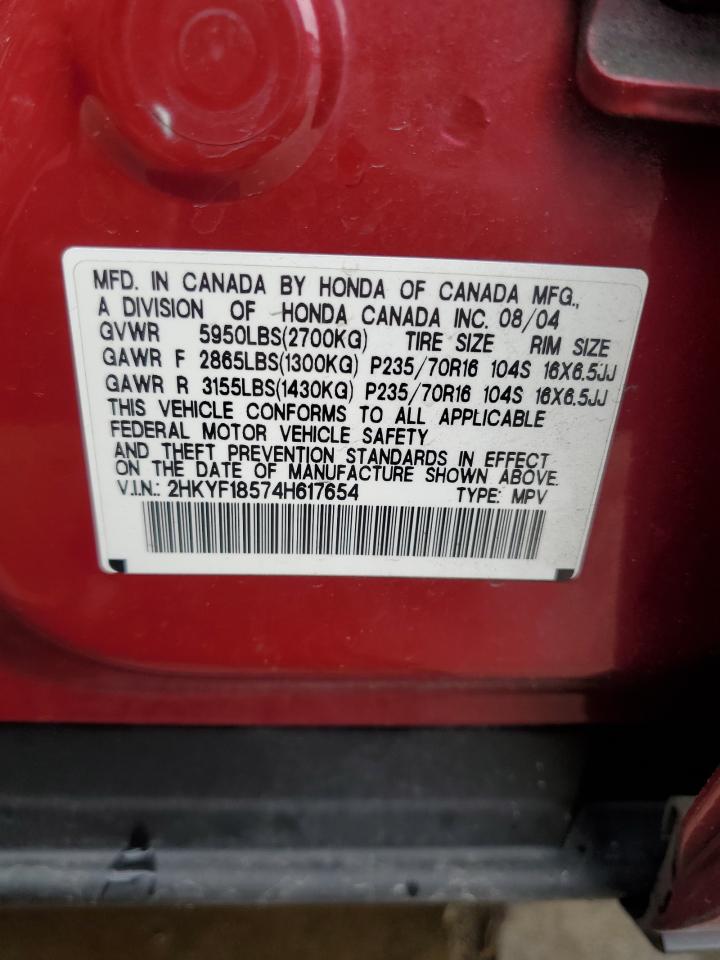 MFD. IN CANADA BY HONDA OF CANADA MFG.,
A DIVISION OF HONDA CANADA INC. 08/04
GVWR 5950LBS(2700KG) TIRE SIZE RIM SIZE
GAWR F 2865LBS(1300KG) P235/70R16 104S 16X6.5JJ
GAWR R 3155LBS(1430KG) P235/70R16 104S 16X6.5JJ
THIS VEHICLE CONFORMS TO ALL APPLICABLE
FEDERAL MOTOR VEHICLE SAFETY
AND THEFT PREVENTION STANDARDS IN EFFECT
ON THE DATE OF MANUFACTURE SHOWN ABOVE.
V.I.N.: 2HKYF18574H617654 TYPE: MPV